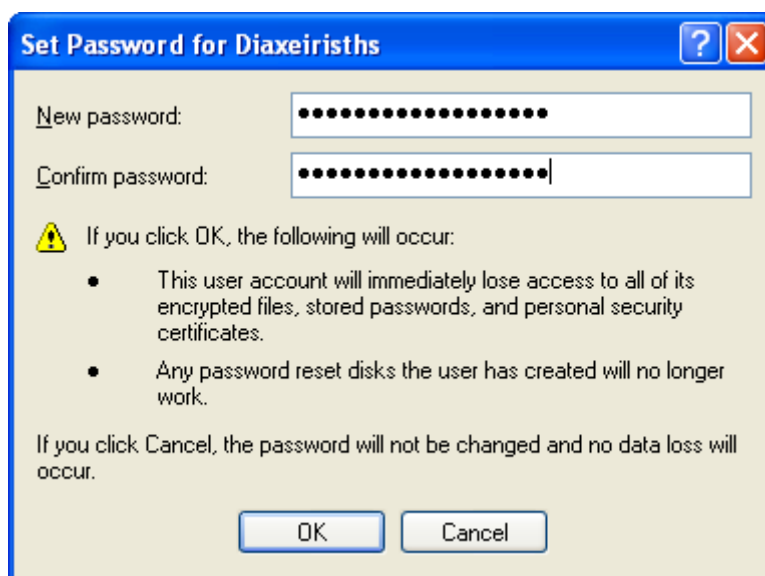 Set Password for Diaxeiristhς
New password: ••••••••••••••••••
Confirm password: ••••••••••••••••••
If you click OK, the following will occur:
• This user account will immediately lose access to all of its
encrypted files, stored passwords, and personal security
certificates.
• Any password reset disks the user has created will no longer
work.
If you click Cancel, the password will not be changed and no data loss will
occur.
OK Cancel